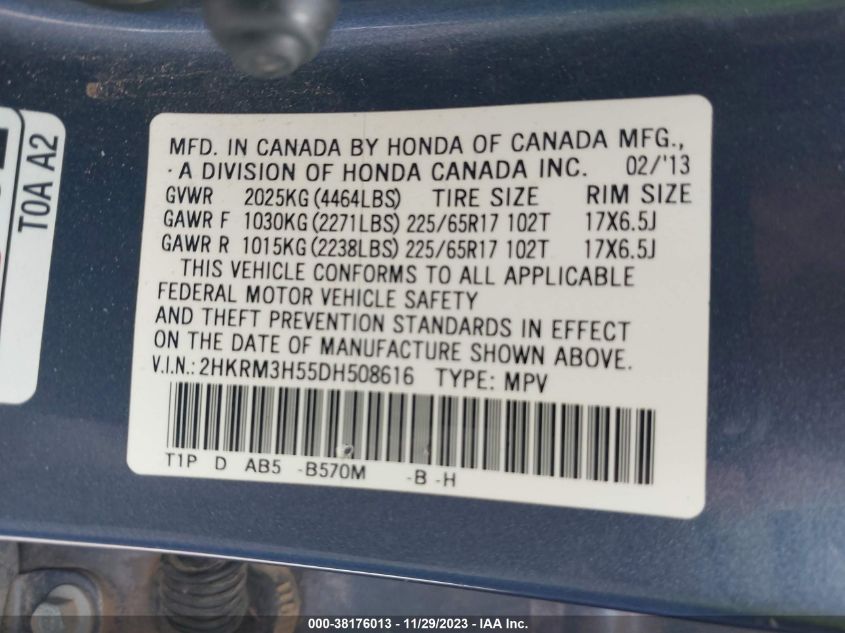 MFD. IN CANADA BY HONDA OF CANADA MFG.,
A DIVISION OF HONDA CANADA INC. 02/'13
GVWR 2025KG (4464LBS) TIRE SIZE RIM SIZE
GAWR F 1030KG (2271LBS) 225/65R17 102T 17X6.5J
GAWR R 1015KG (2238LBS) 225/65R17 102T 17X6.5J
THIS VEHICLE CONFORMS TO ALL APPLICABLE
FEDERAL MOTOR VEHICLE SAFETY
AND THEFT PREVENTION STANDARDS IN EFFECT
ON THE DATE OF MANUFACTURE SHOWN ABOVE.
V.I.N.: 2HKRM3H55DH508616 TYPE: MPV
T1P D AB5 -B570M -B -H
T0A A2
000-38176013 - 11/29/2023 - IAA Inc.